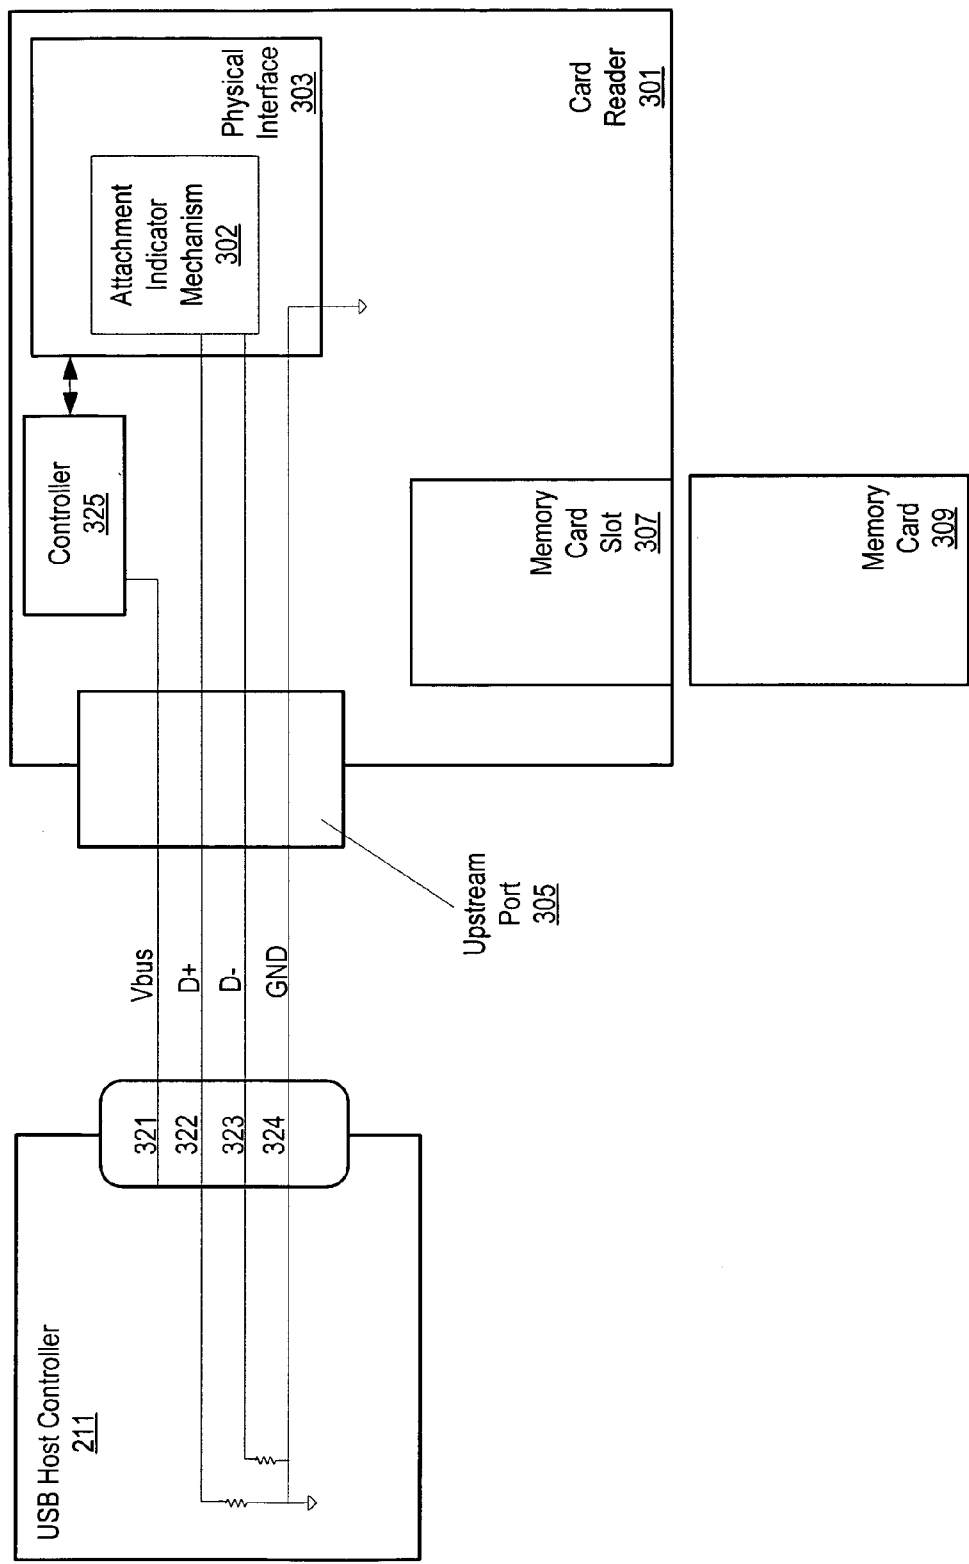 USB Host Controller
211
321
322
323
324
Vbus
D+
D-
GND
Upstream
Port
305
Controller
325
Attachment
Indicator
Mechanism
302
Physical
Interface
303
Memory
Card
Slot
307
Card
Reader
301
Memory
Card
309